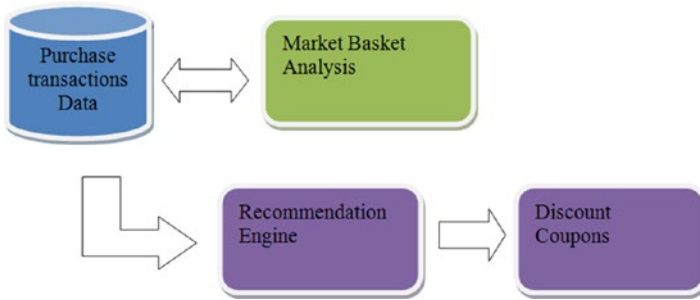 Purchase
transactions
Data
Market Basket
Analysis
Recommendation
Engine
Discount
Coupons